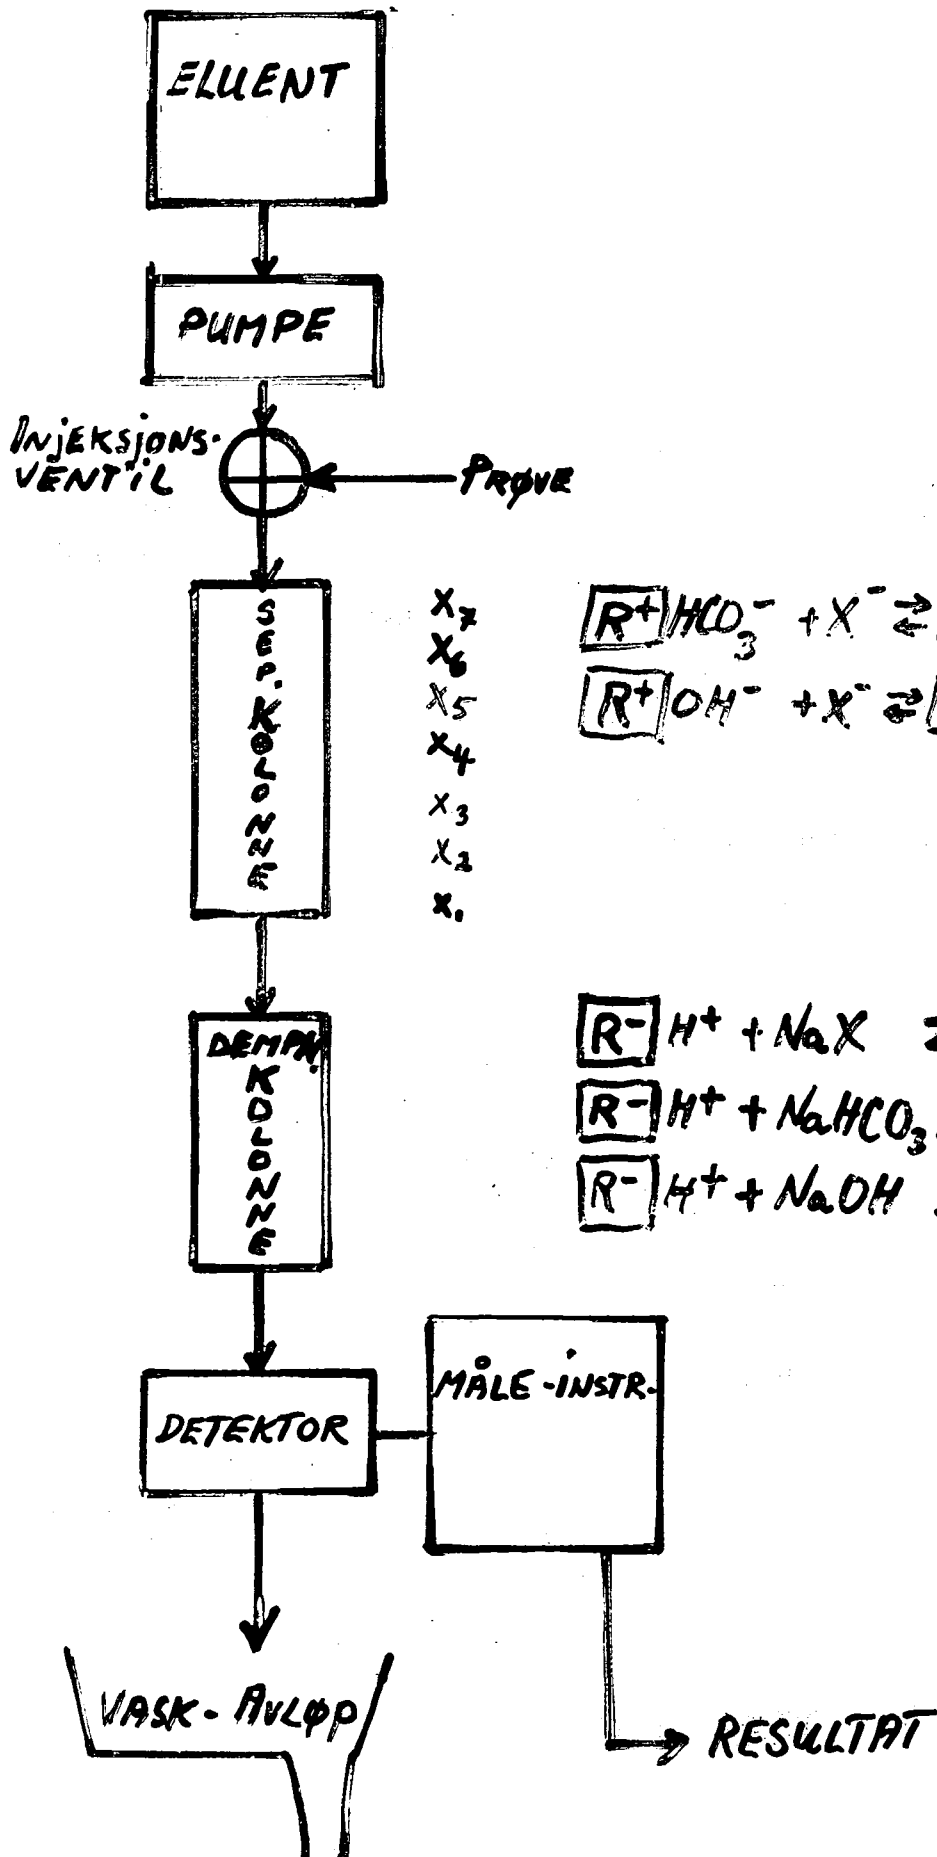 ELUENT
PUMPE
INJEKSJONS-
VENTIL
PRØVE
SEP. KOLONNE
X₇
X₆
X₅
X₄
X₃
X₂
X₁
R⁺ HCO₃⁻ + X⁻ ⇄
R⁺ OH⁻ + X⁻ ⇄
DEMPN.
KOLONNE
R⁻ H⁺ + NaX ⇄
R⁻ H⁺ + NaHCO₃
R⁻ H⁺ + NaOH
DETEKTOR
MÅLE-INSTR.
VASK-AVLØP
RESULTAT